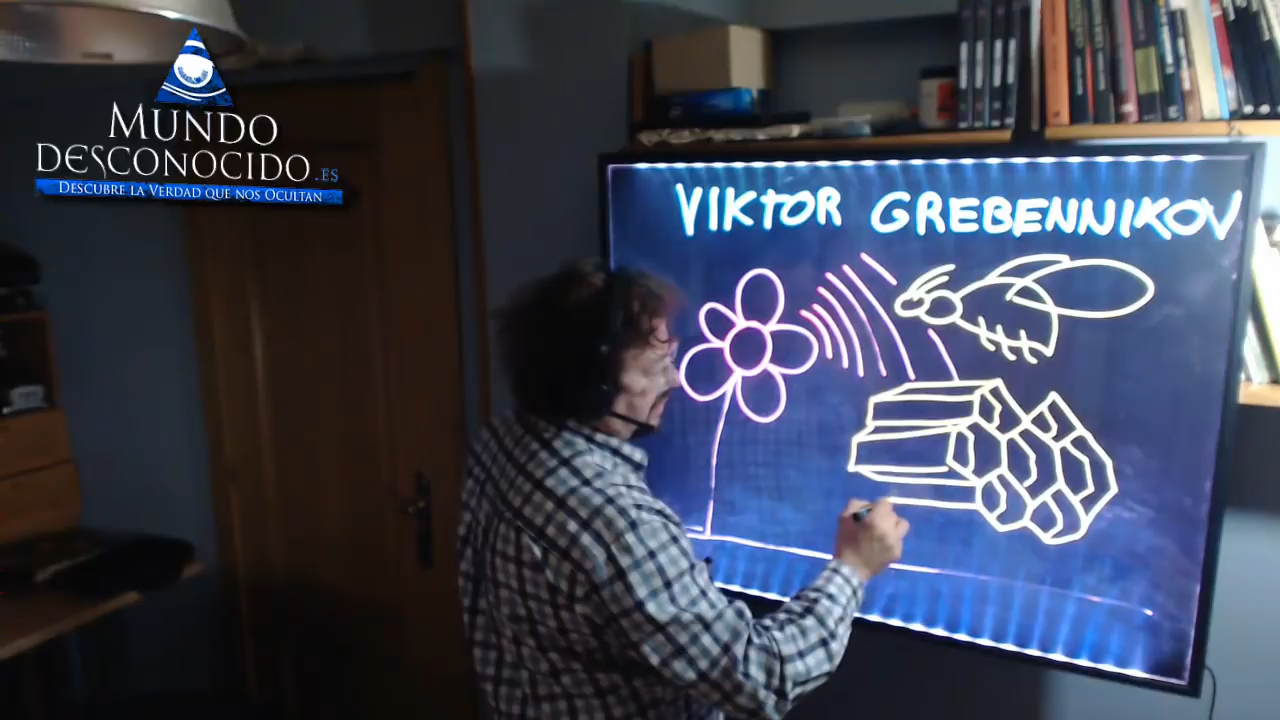 MUNDO
DESCONOCIDO.ES
DESCUBRE LA VERDAD QUE NOS OCULTAN
VIKTOR GREBENNIKOV